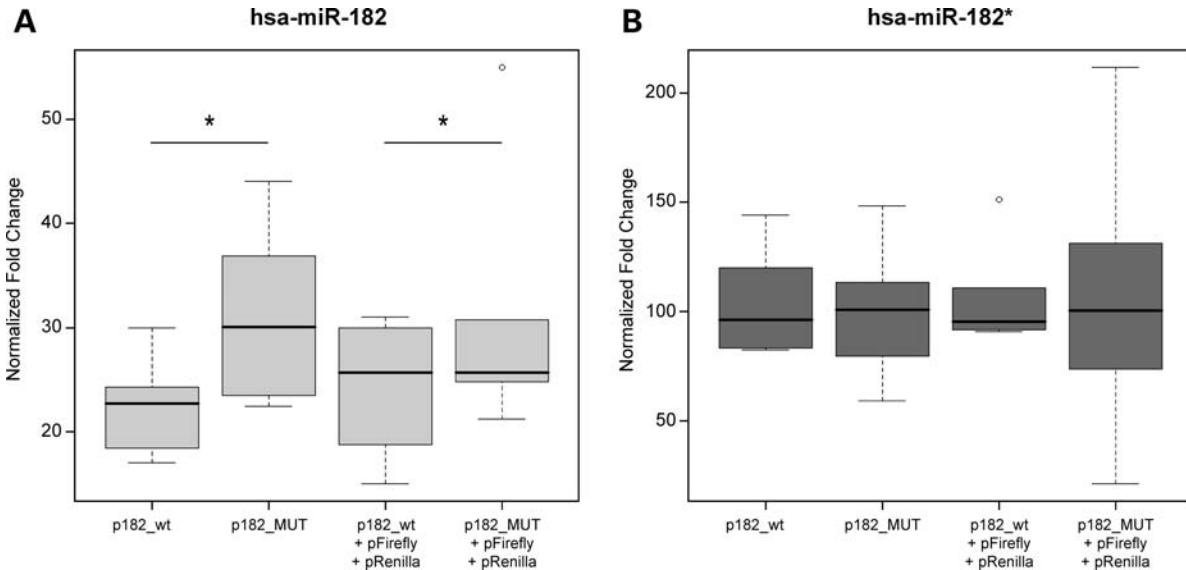 A
hsa-miR-182
Normalized Fold Change
50
40
30
20
*
*
p182_wt
p182_MUT
p182_wt
+ pFirefly
+ pRenilla
p182_MUT
+ pFirefly
+ pRenilla
B
hsa-miR-182*
Normalized Fold Change
200
150
100
50
p182_wt
p182_MUT
p182_wt
+ pFirefly
+ pRenilla
p182_MUT
+ pFirefly
+ pRenilla